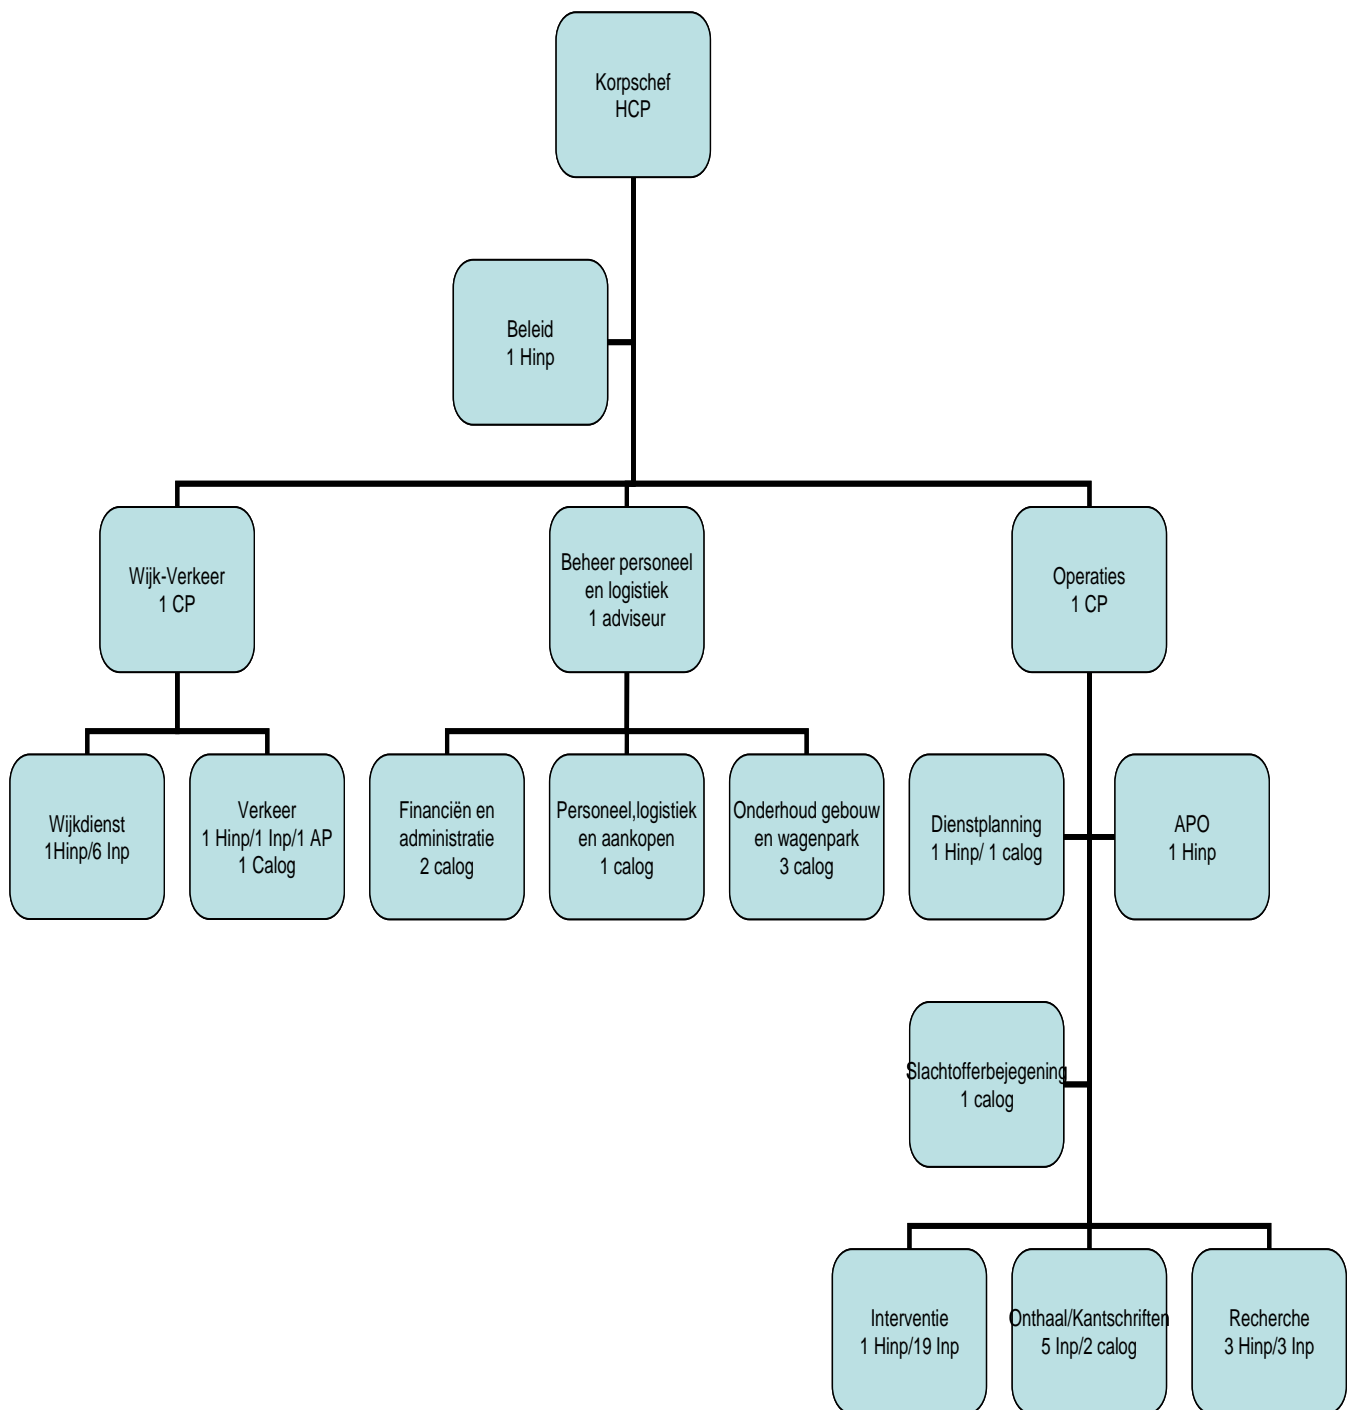 Korpschef
HCP
Beleid
1 Hinp
Wijk-Verkeer
1 CP
Beheer personeel
en logistiek
1 adviseur
Operaties
1 CP
Wijkdienst
1Hinp/6 Inp
Verkeer
1 Hinp/1 Inp/1 AP
1 Calog
Financiën en
administratie
2 calog
Personeel,logistiek
en aankopen
1 calog
Onderhoud gebouw
en wagenpark
3 calog
Dienstplanning
1 Hinp/ 1 calog
APO
1 Hinp
Slachtofferbejegening
1 calog
Interventie
1 Hinp/19 Inp
Onthaal/Kantschriften
5 Inp/2 calog
Recherche
3 Hinp/3 Inp